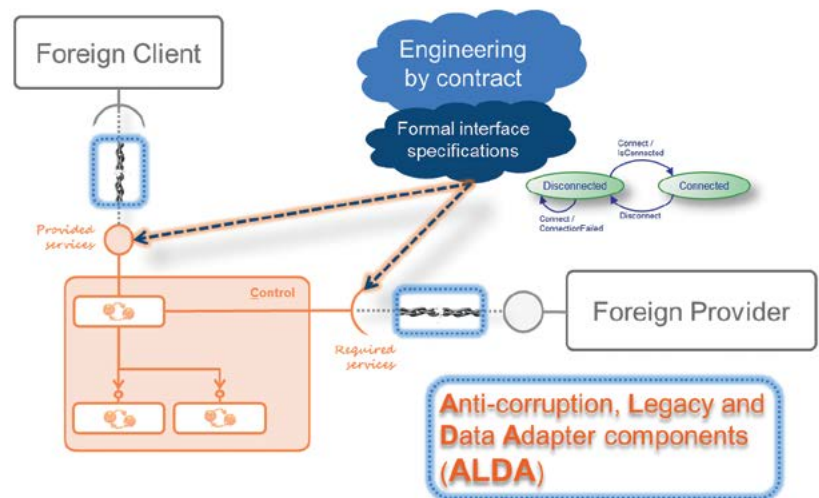 Foreign Client
Engineering
by contract
Formal interface
specifications
Connect /
IsConnected
Disconnected
Connected
Connect /
ConnectionFailed
Disconnect
Provided
services
Control
Required
services
Foreign Provider
Anti-corruption, Legacy and
Data Adapter components
(ALDA)